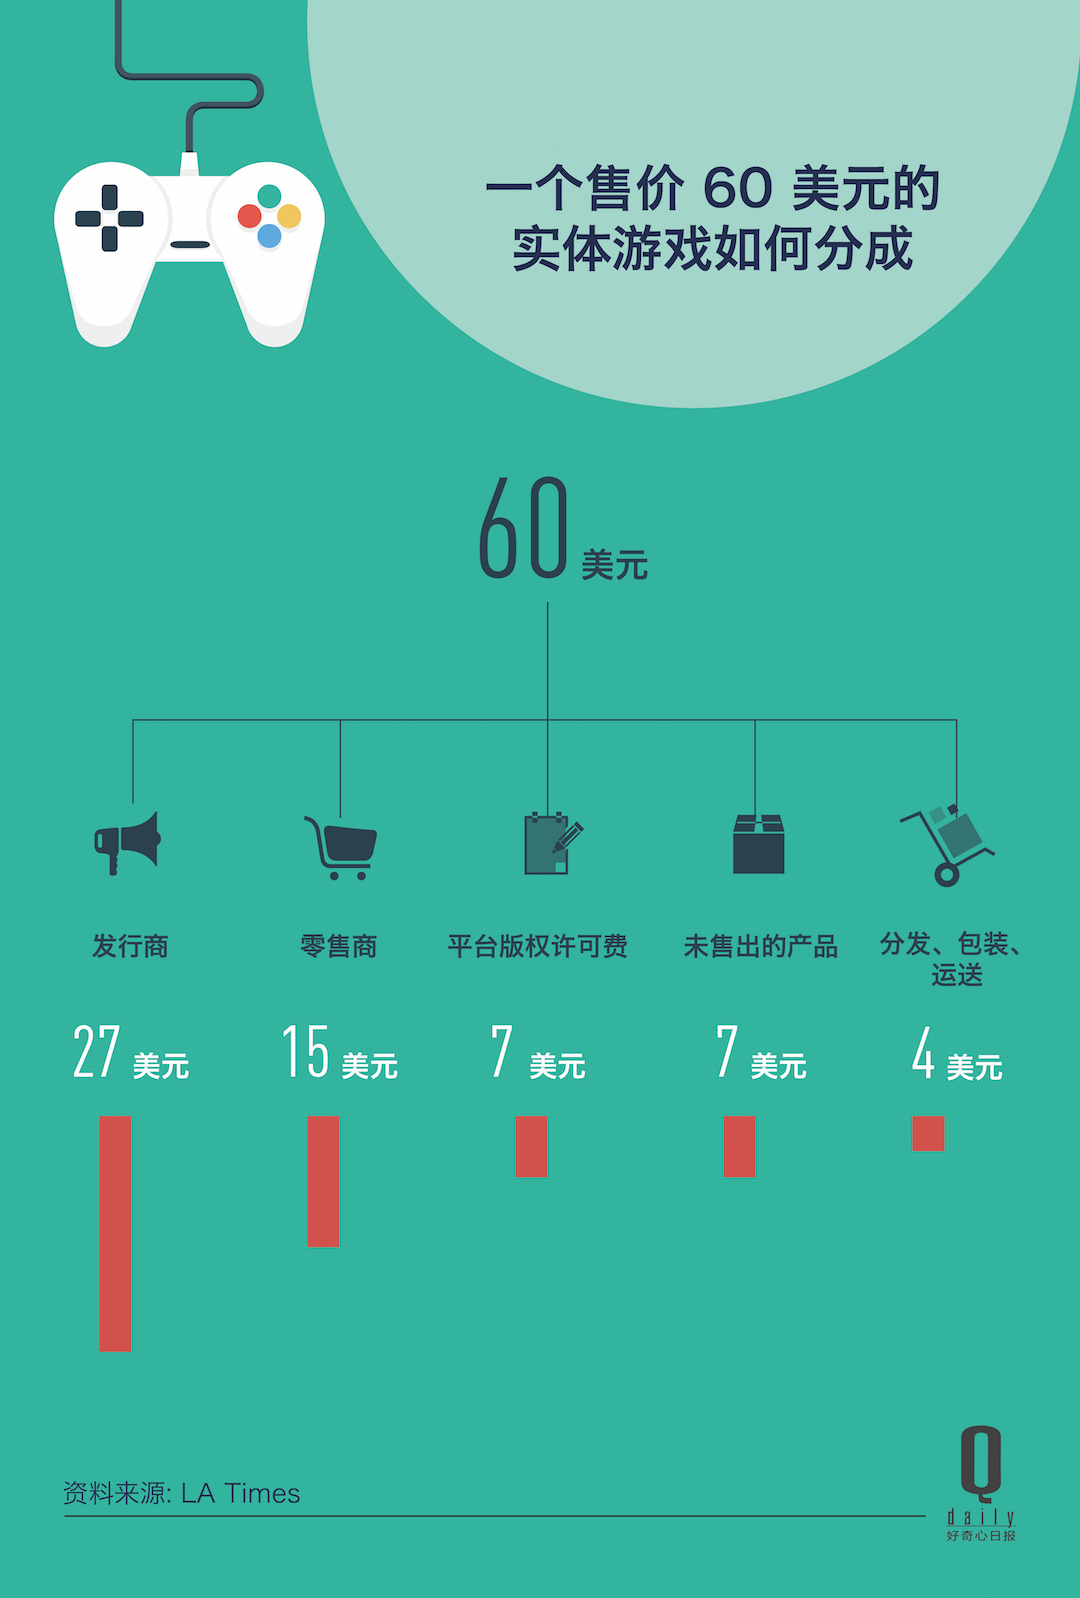 一个售价 60 美元的
实体游戏如何分成
60 美元
发行商
零售商
平台版权许可费
未售出的产品
分发、包装、
运送
27 美元
15 美元
7 美元
7 美元
4 美元
资料来源: LA Times
Q
daily
好奇心日报